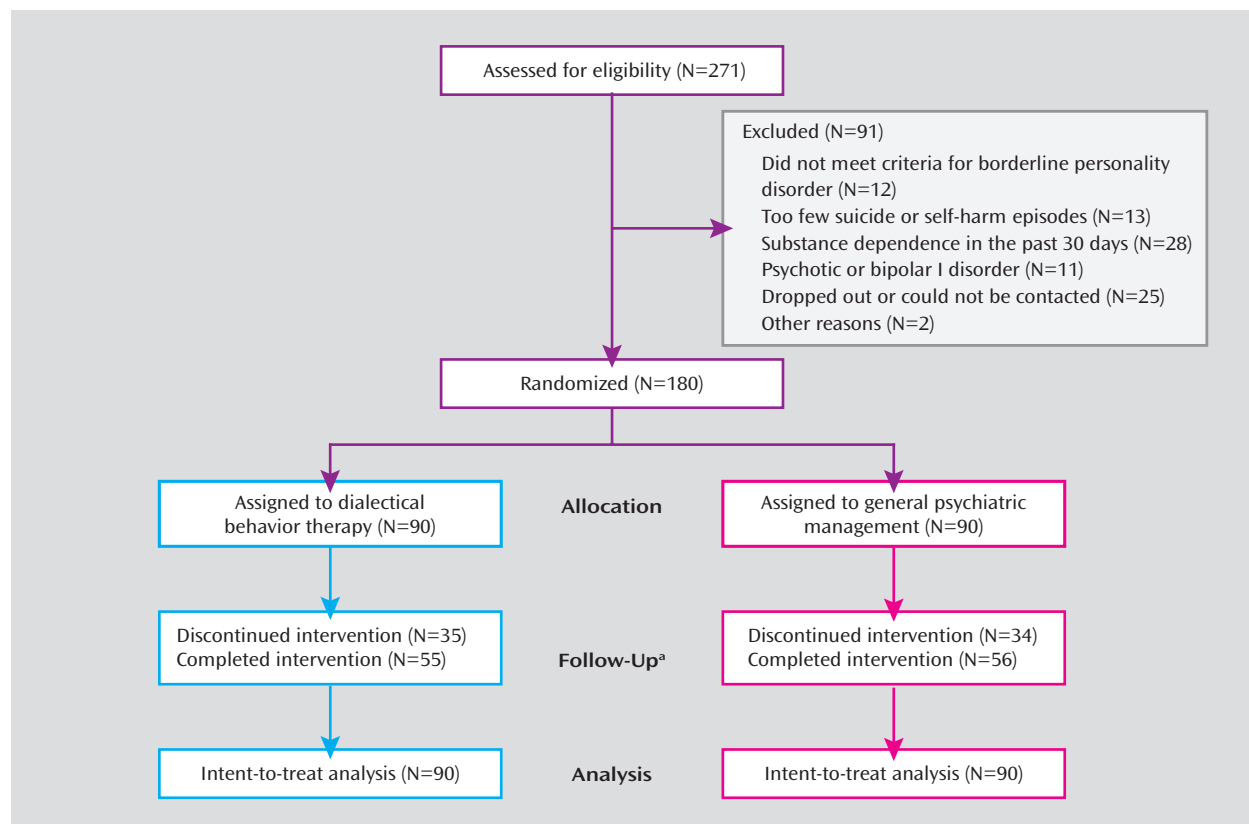 Assessed for eligibility (N=271)
Excluded (N=91)
Did not meet criteria for borderline personality
disorder (N=12)
Too few suicide or self-harm episodes (N=13)
Substance dependence in the past 30 days (N=28)
Psychotic or bipolar I disorder (N=11)
Dropped out or could not be contacted (N=25)
Other reasons (N=2)
Randomized (N=180)
Assigned to dialectical
behavior therapy (N=90)
Allocation
Assigned to general psychiatric
management (N=90)
Discontinued intervention (N=35)
Completed intervention (N=55)
Follow-Upᵃ
Discontinued intervention (N=34)
Completed intervention (N=56)
Intent-to-treat analysis (N=90)
Analysis
Intent-to-treat analysis (N=90)